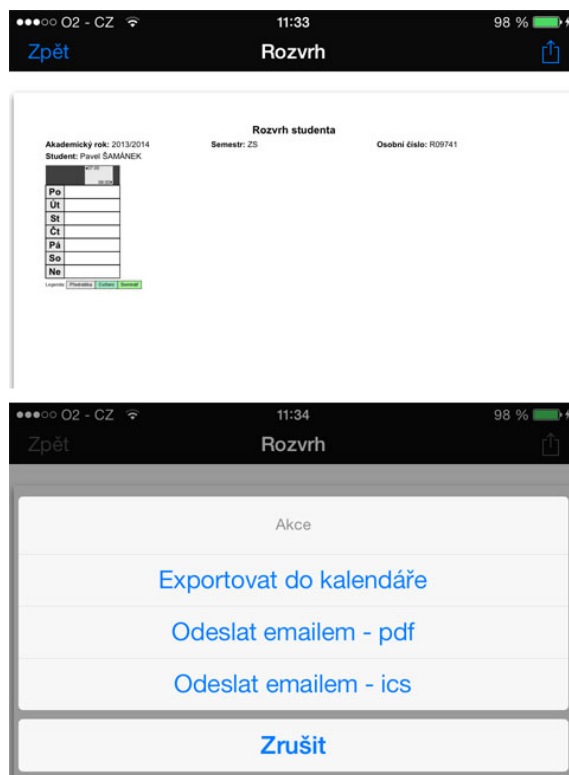 O2 - CZ 11:33 98 %
Zpět Rozvrh
Rozvrh studenta
Akademický rok: 2013/2014 Semestr: ZS Osobní číslo: R09741
Student: Pavel ŠAMÁNEK
Po
Út
St
Čt
Pá
So
Ne
Legenda: Přednáška Cvičení Seminář
O2 - CZ 11:34 98 %
Zpět Rozvrh
Akce
Exportovat do kalendáře
Odeslat emailem - pdf
Odeslat emailem - ics
Zrušit